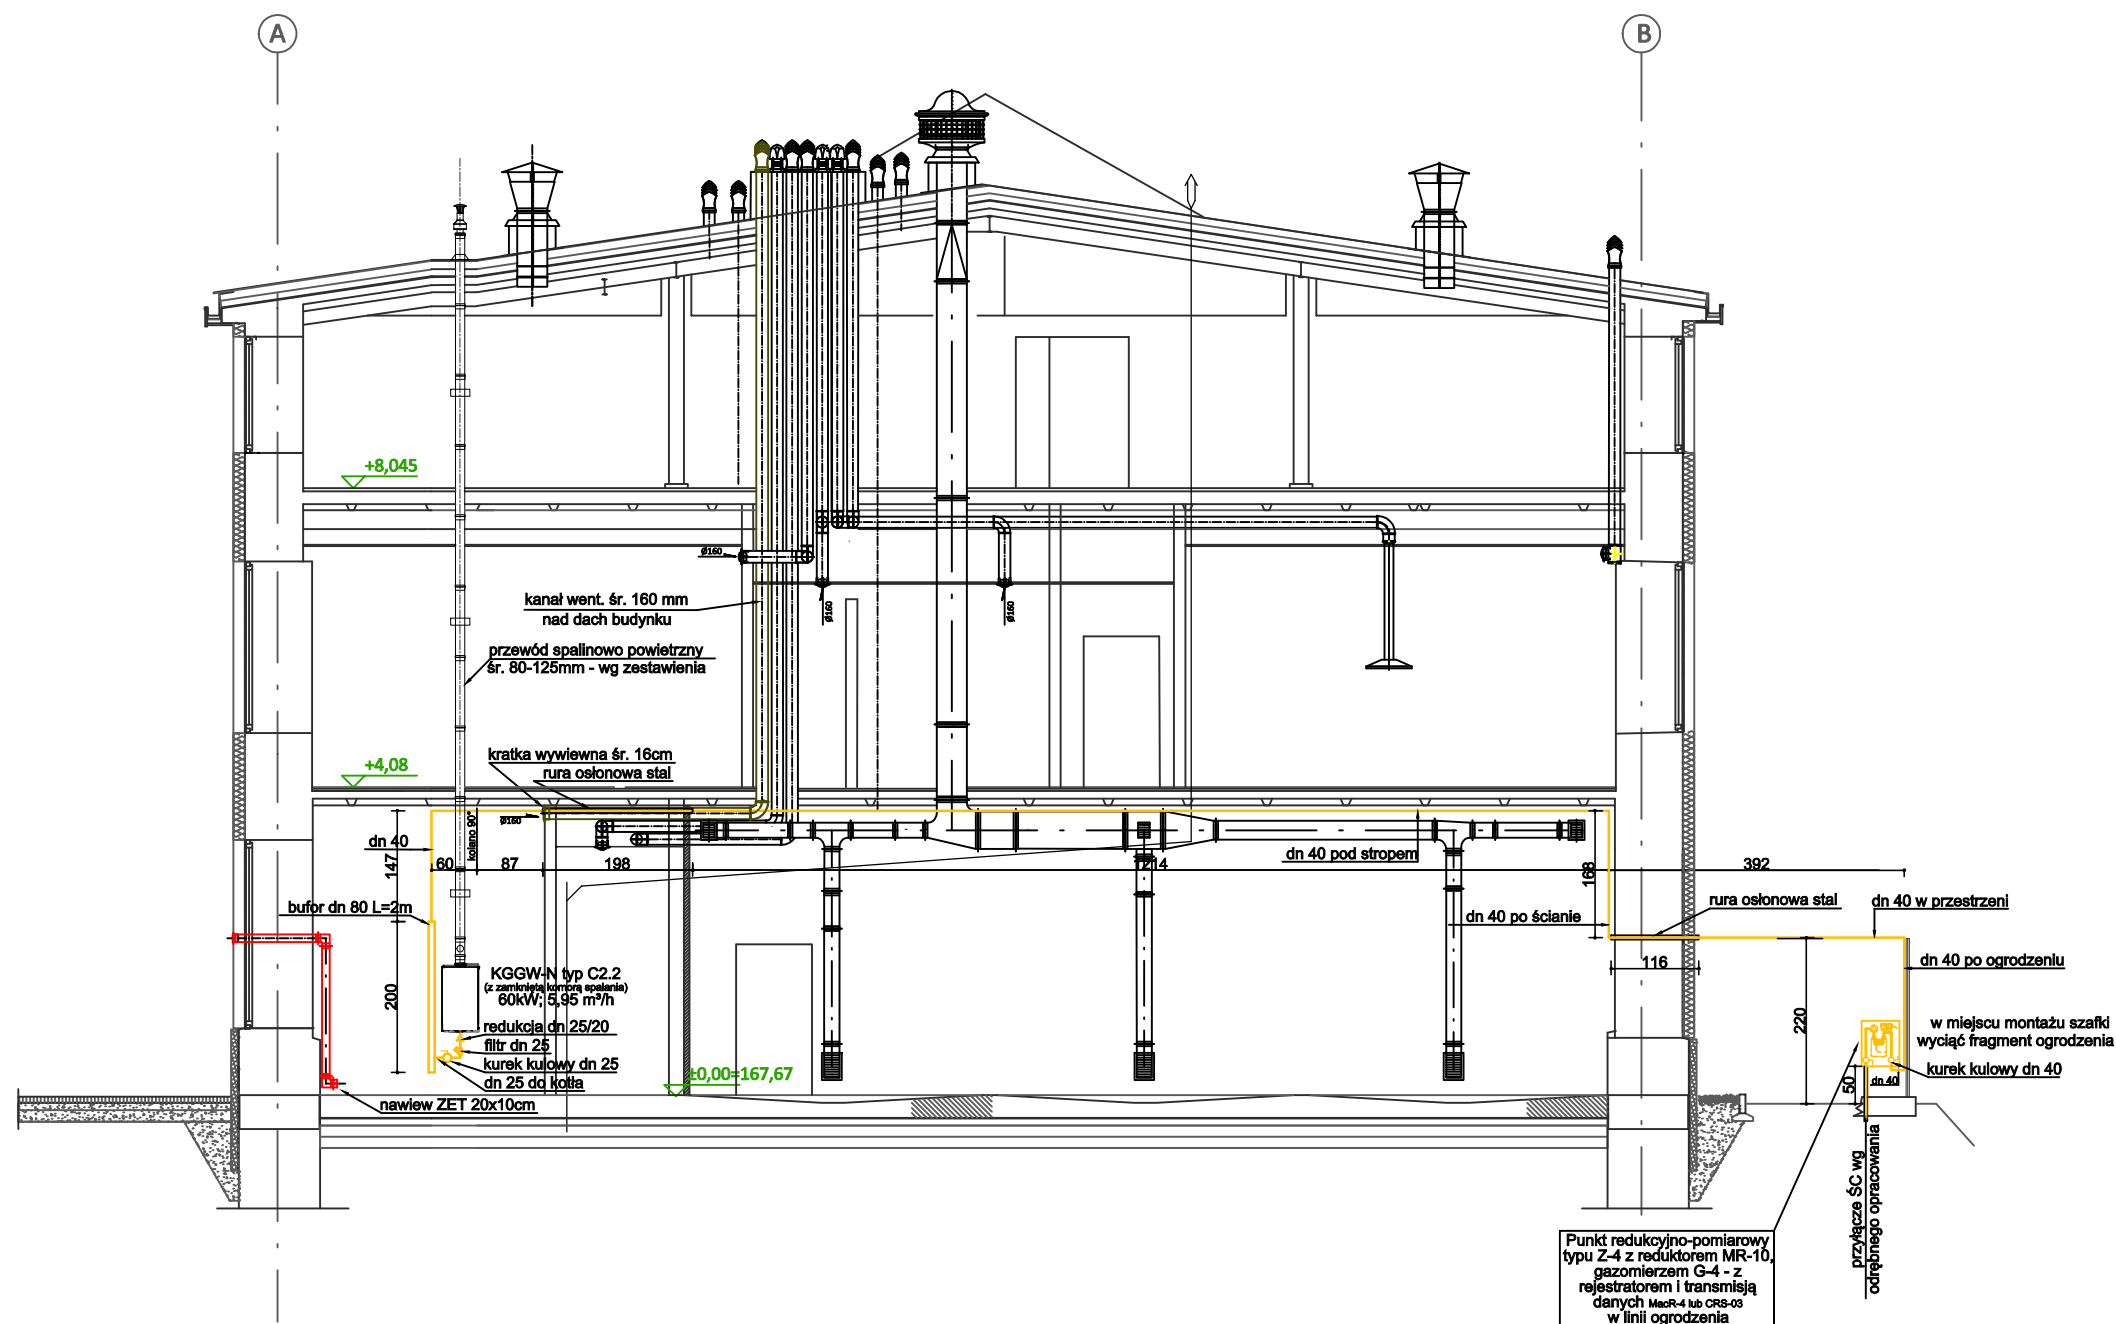 A
B
+8,045
Ø160
Ø160
Ø160
kanał went. śr. 160 mm
nad dach budynku
przewód spalinowo powietrzny
śr. 80-125mm - wg zestawienia
kratka wywiewna śr. 16cm
rura osłonowa stal
+4,08
Ø160
kolano 90°
dn 40
147
60
87
198
214
392
dn 40 pod stropem
168
bufor dn 80 L=2m
dn 40 po ścianie
rura osłonowa stal
dn 40 w przestrzeni
116
dn 40 po ogrodzeniu
200
KGGW-N typ C2.2
(z zamkniętą komorą spalania)
60kW; 5,95 m³/h
redukcja dn 25/20
filtr dn 25
kurek kulowy dn 25
dn 25 do kotła
nawiew ZET 20x10cm
±0,00=167,67
220
w miejscu montażu szafki
wyciąć fragment ogrodzenia
kurek kulowy dn 40
50
dn 40
przyłącze ŚC wg
odrębnego opracowania
Punkt redukcyjno-pomiarowy
typu Z-4 z reduktorem MR-10,
gazomierzem G-4 - z
rejestratorem i transmisją
danych MacR-4 lub CRS-03
w linii ogrodzenia